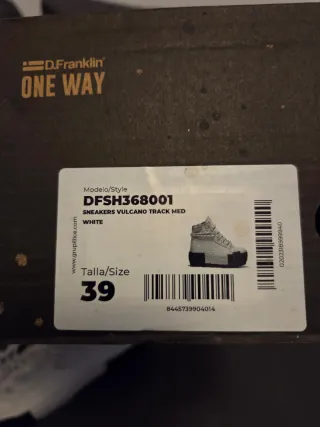 D.Franklin
ONE WAY
Modelo/Style
DFSH368001
SNEAKERS VULCANO TRACK MED
WHITE
Talla/Size
39
8445739904014